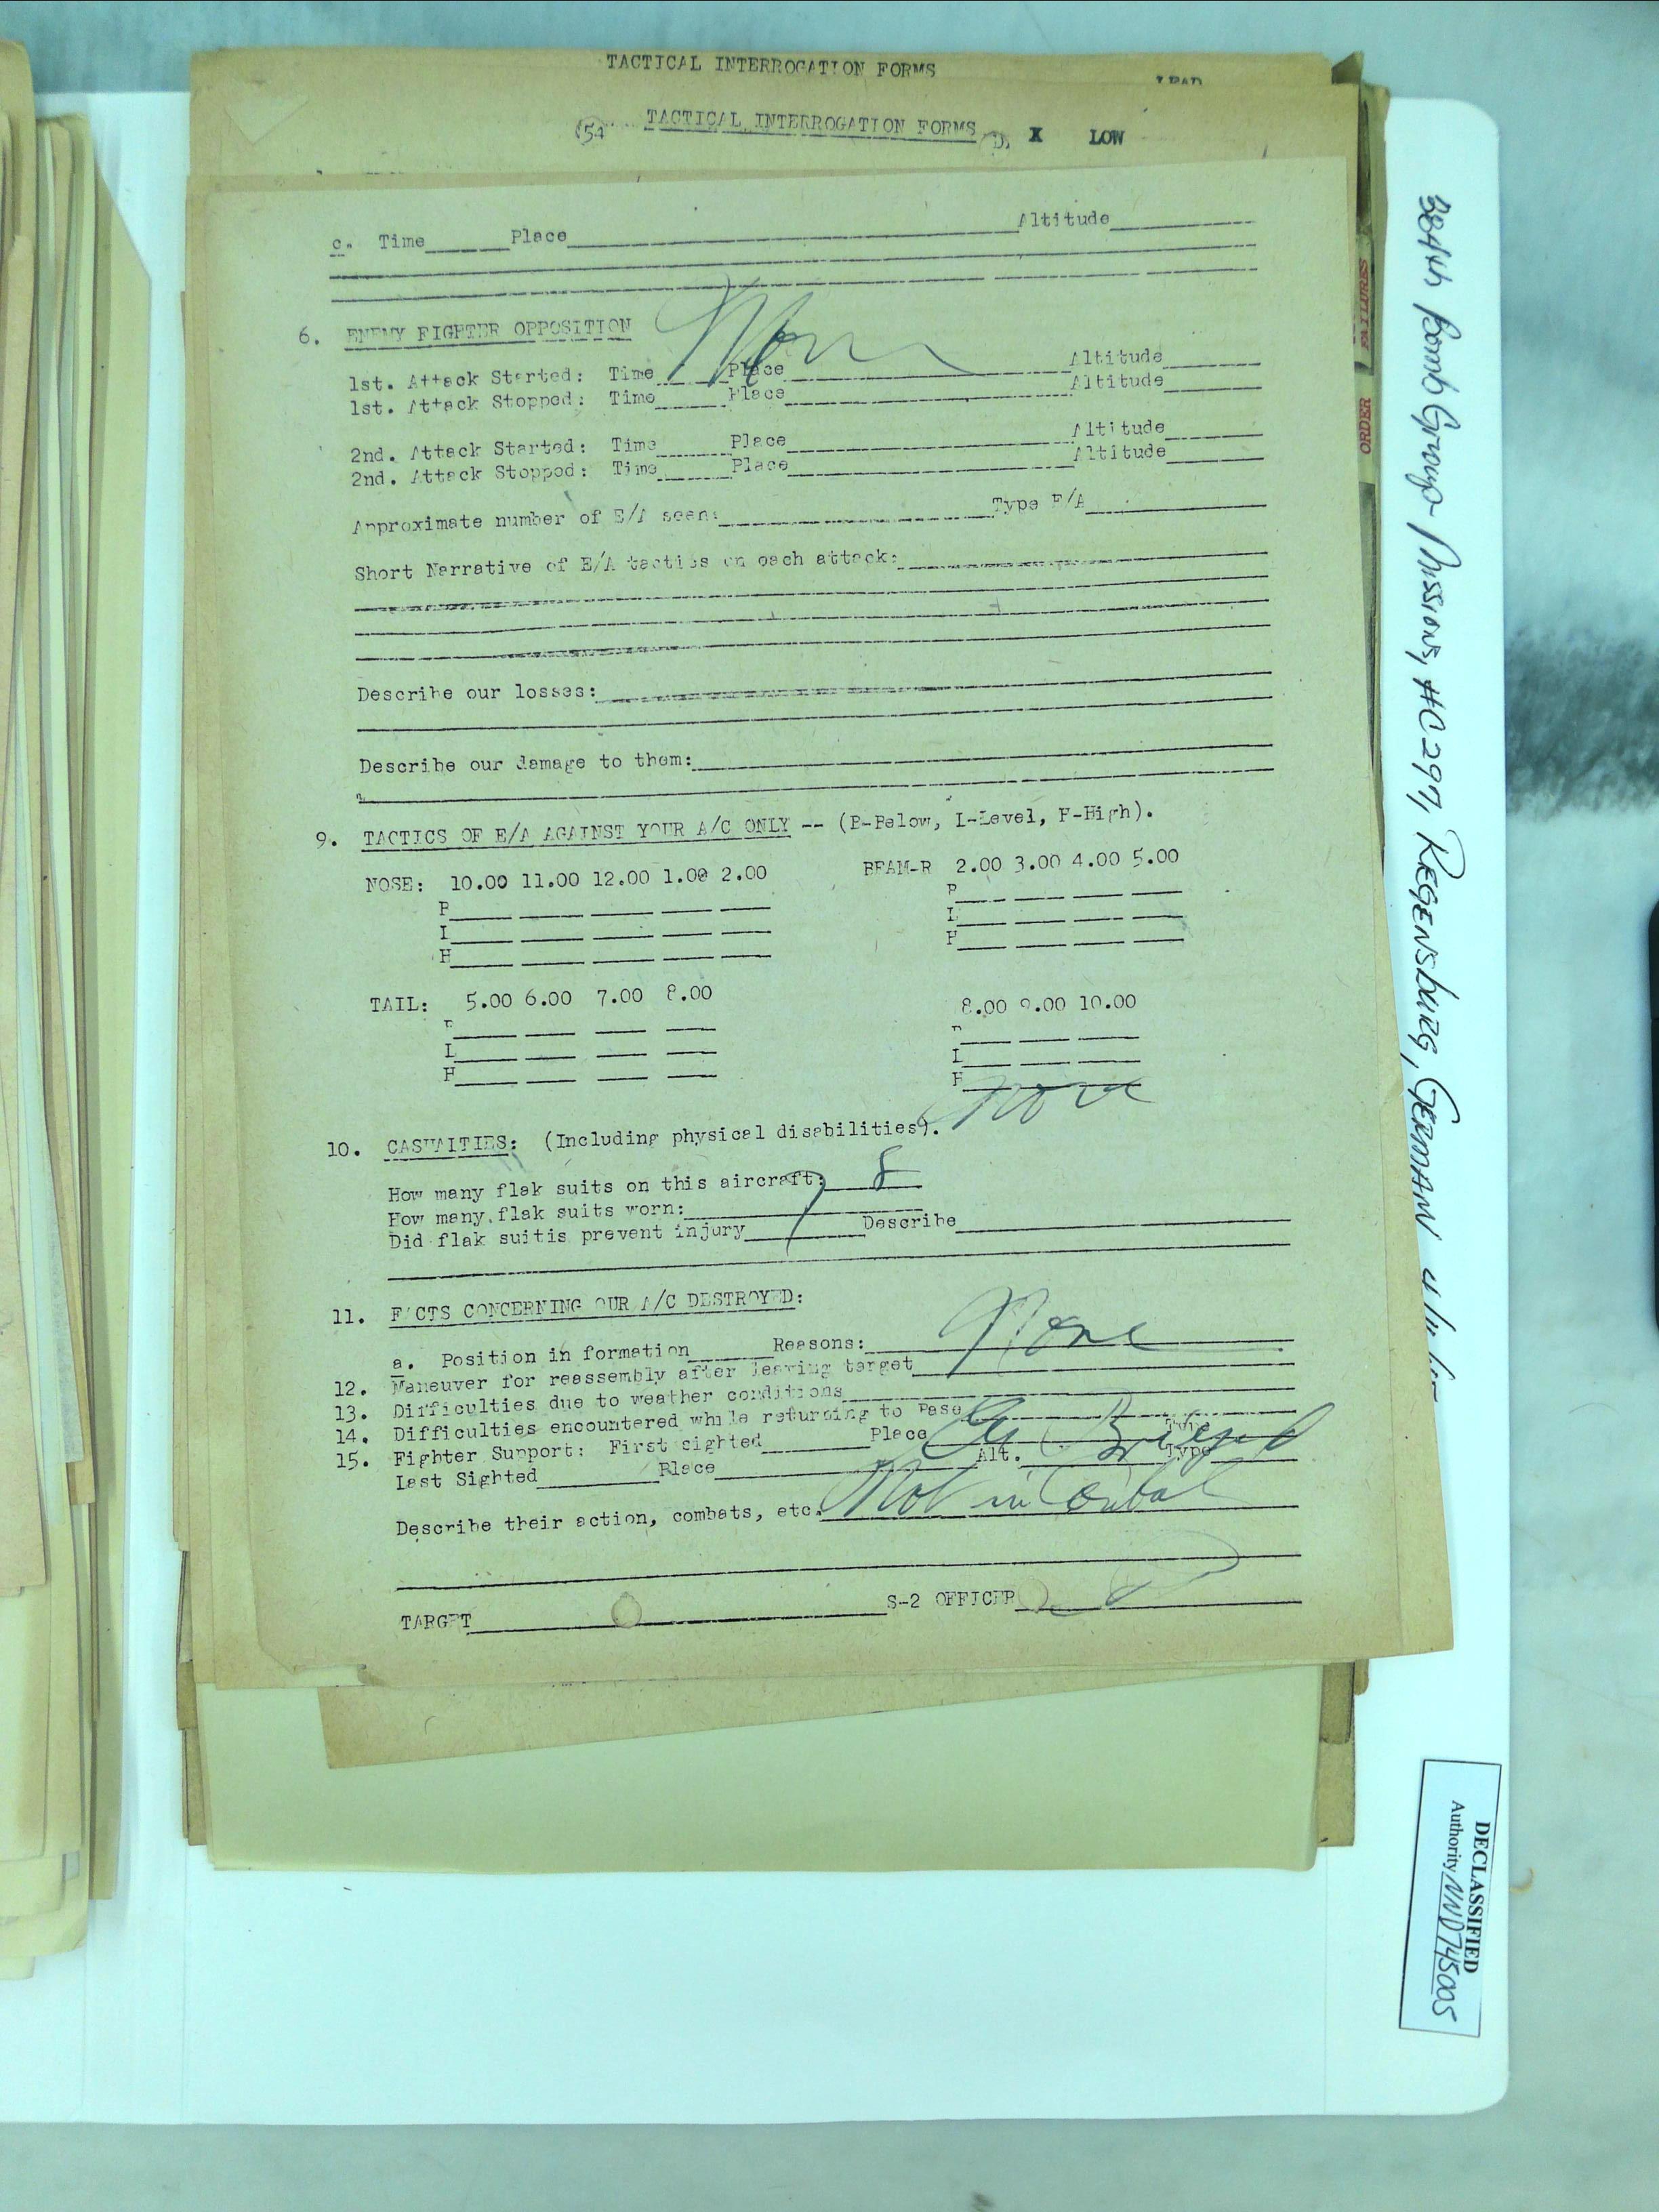 TACTICAL INTERROGATION FORMS
LEAD
54 TACTICAL INTERROGATION FORMS D. X LOW
c. Time Place Altitude
6. ENEMY FIGHTER OPPOSITION
1st. Attack Started: Time Place Altitude
1st. Attack Stopped: Time Place Altitude
2nd. Attack Started: Time Place Altitude
2nd. Attack Stopped: Time Place Altitude
Approximate number of E/A seen: Type E/A
Short Narrative of E/A tactics on each attack:
Describe our losses:
Describe our damage to them:
9. TACTICS OF E/A AGAINST YOUR A/C ONLY -- (B-Below, L-Level, H-High).
NOSE: 10.00 11.00 12.00 1.00 2.00 BEAM-R 2.00 3.00 4.00 5.00
B B
L L
H H
TAIL: 5.00 6.00 7.00 8.00 8.00 9.00 10.00
B B
L L
H H
None
10. CASUALTIES: (Including physical disabilities).
How many flak suits on this aircraft: 8
How many flak suits worn:
Did flak suitis prevent injury Describe
11. FACTS CONCERNING OUR A/C DESTROYED:
None
a. Position in formation Reasons:
12. Maneuver for reassembly after leaving target
13. Difficulties due to weather conditions
14. Difficulties encountered while returning to Base
15. Fighter Support: First sighted Place As Briefed Type
Last Sighted Place Alt. Type
Describe their action, combats, etc. Not in Combat
TARGET S-2 OFFICER
FAILURES
ORDER
384th Bomb Group Missions, #C 297, REGENSBURG, GERMANY
DECLASSIFIED
Authority NND745005